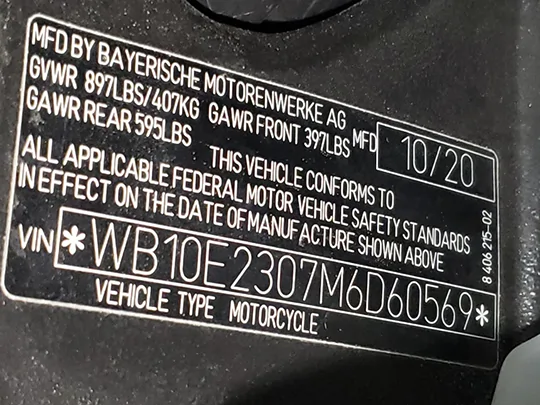 MFD BY BAYERISCHE MOTORENWERKE AG MFD 10/20
GVWR 897LBS/407KG GAWR FRONT 397LBS
GAWR REAR 595LBS
THIS VEHICLE CONFORMS TO
ALL APPLICABLE FEDERAL MOTOR VEHICLE SAFETY STANDARDS
IN EFFECT ON THE DATE OF MANUFACTURE SHOWN ABOVE
VIN *WB10E2307M6D60569*
VEHICLE TYPE MOTORCYCLE
8 406 215-02